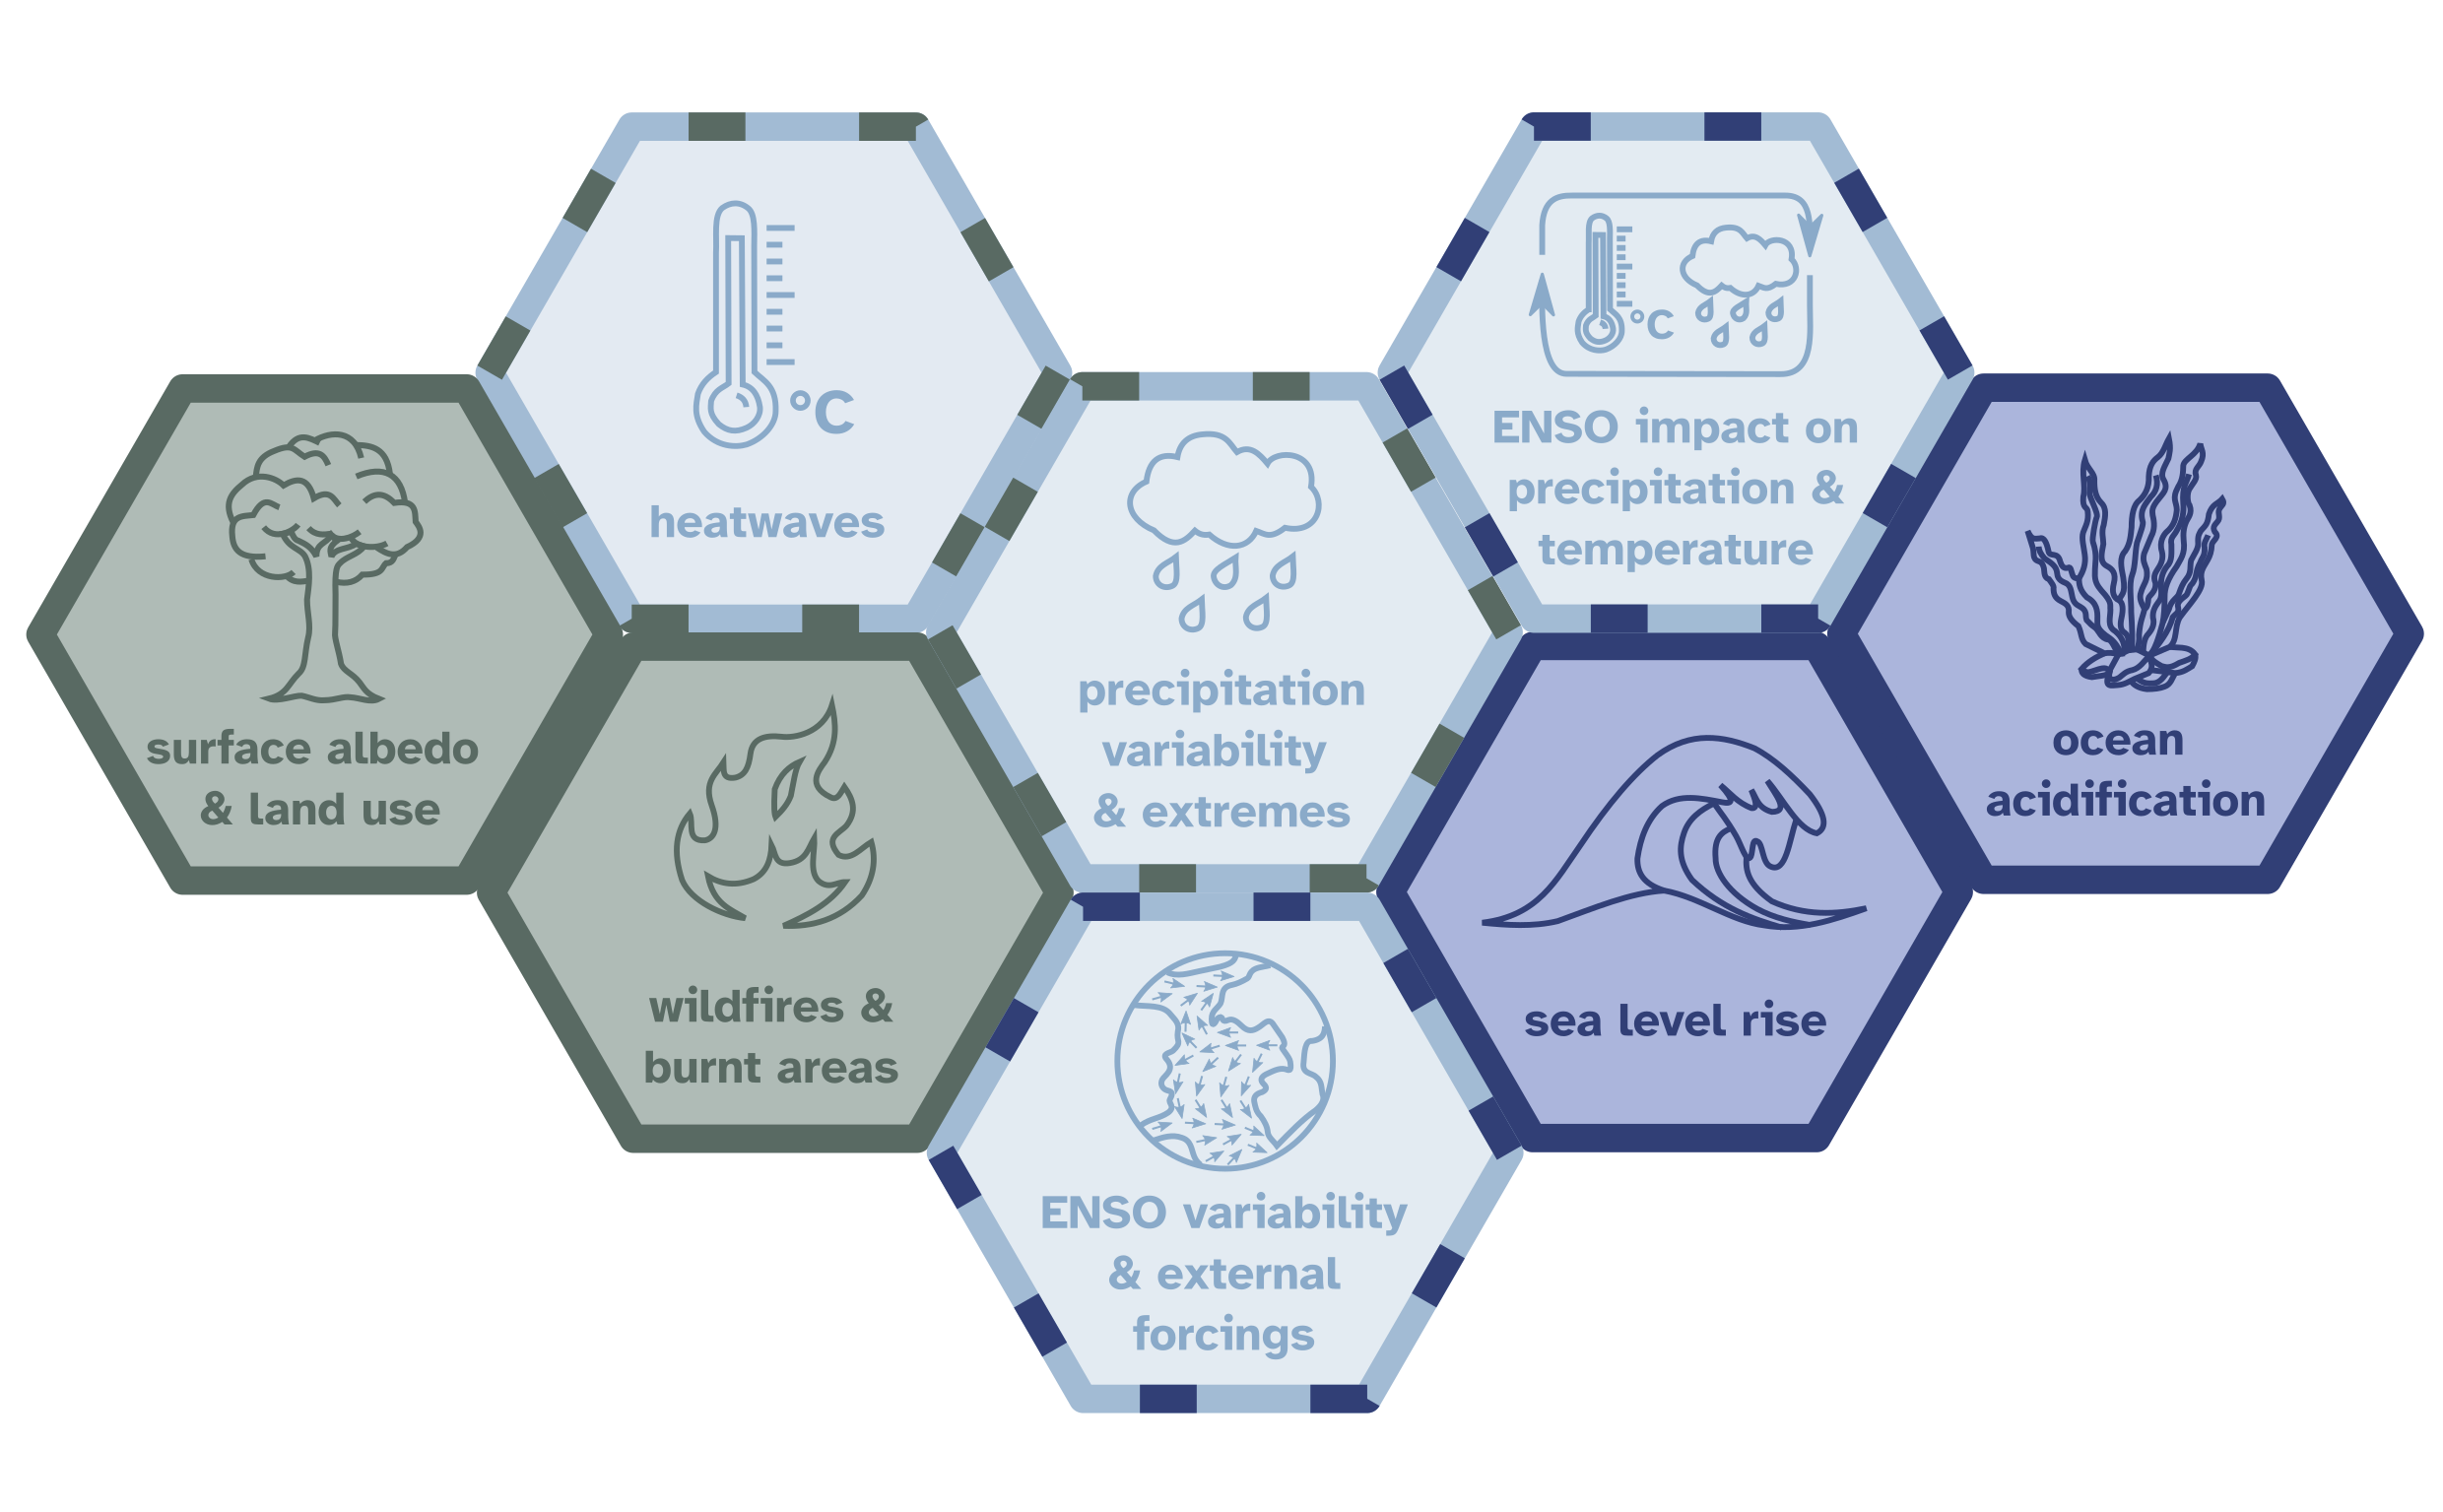 surface albedo
& land use
°C
heatwaves
wildfires &
burnt areas
precipitation
variability
& extremes
ENSO variability
& external
forcings
°C
ENSO impact on
precipitation &
temperature
sea level rise
ocean
acidification